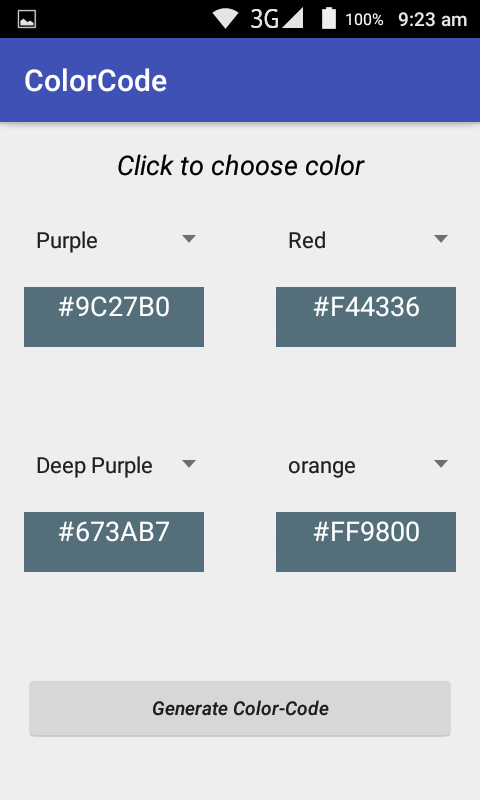 3G 100% 9:23 am
ColorCode
Click to choose color
Purple Red
#9C27B0 #F44336
Deep Purple orange
#673AB7 #FF9800
Generate Color-Code